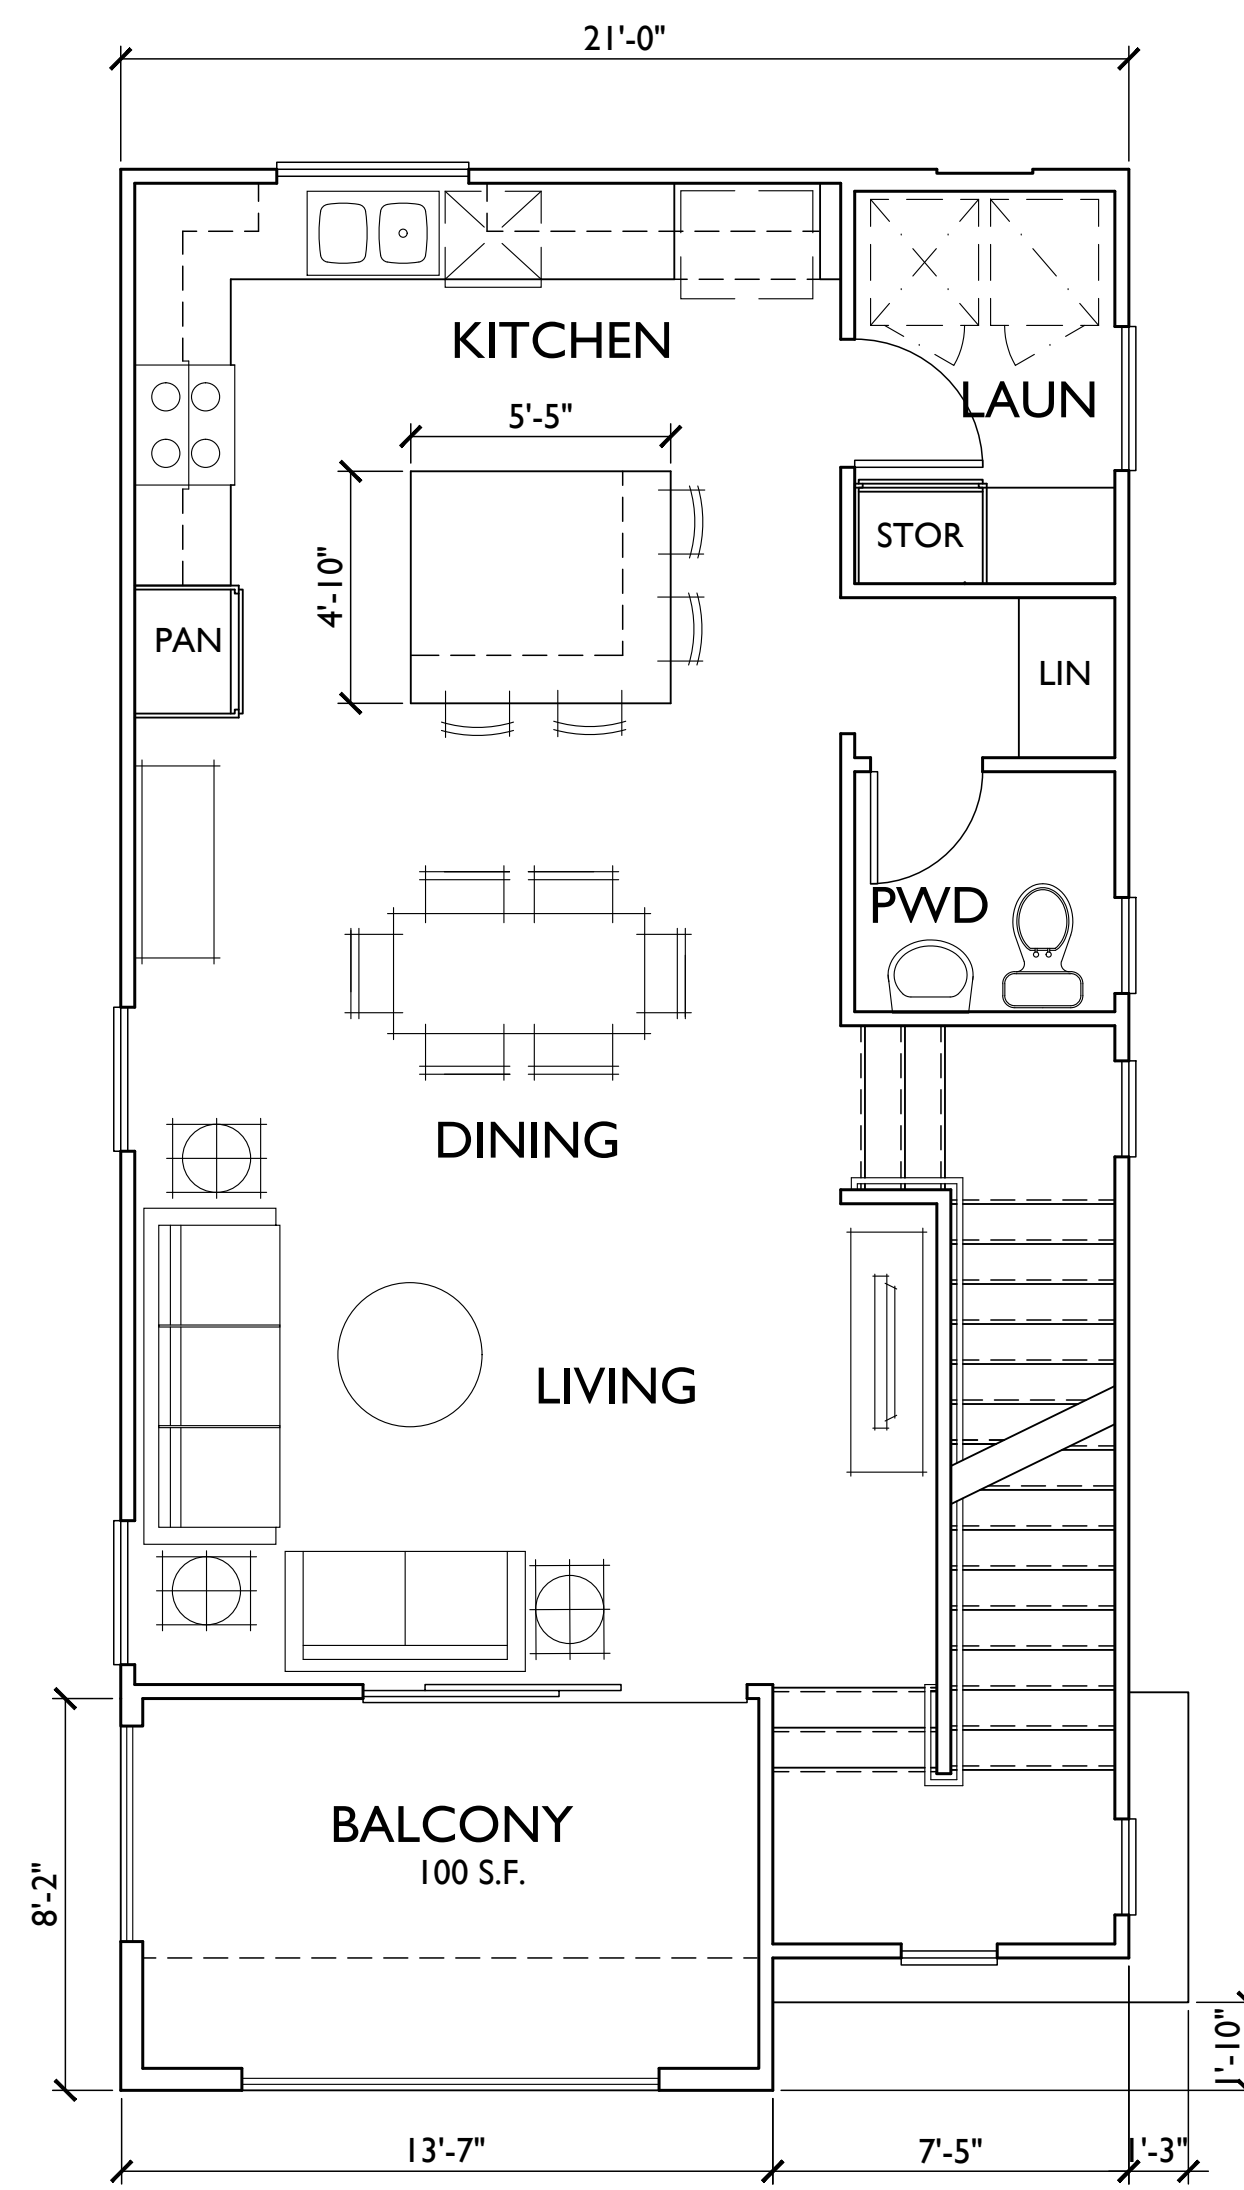 21'-0"
KITCHEN
5'-5"
LAUN
4'-10"
STOR
PAN
LIN
PWD
DINING
LIVING
BALCONY
100 S.F.
8'-2"
1'-10"
13'-7"
7'-5"
1'-3"